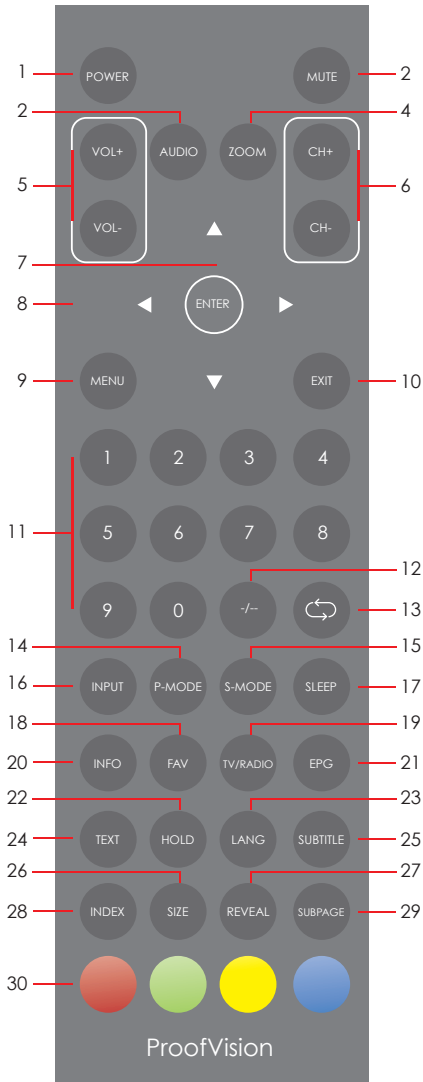 1 POWER MUTE 2
2 4
VOL+ AUDIO ZOOM CH+
5 6
VOL- CH-
7
8 ENTER
9 MENU EXIT 10
1 2 3 4
11 5 6 7 8
12
9 0 -/-- 13
14 15
16 INPUT P-MODE S-MODE SLEEP 17
18 19
20 INFO FAV TV/RADIO EPG 21
22 23
24 TEXT HOLD LANG SUBTITLE 25
26 27
28 INDEX SIZE REVEAL SUBPAGE 29
30
ProofVision